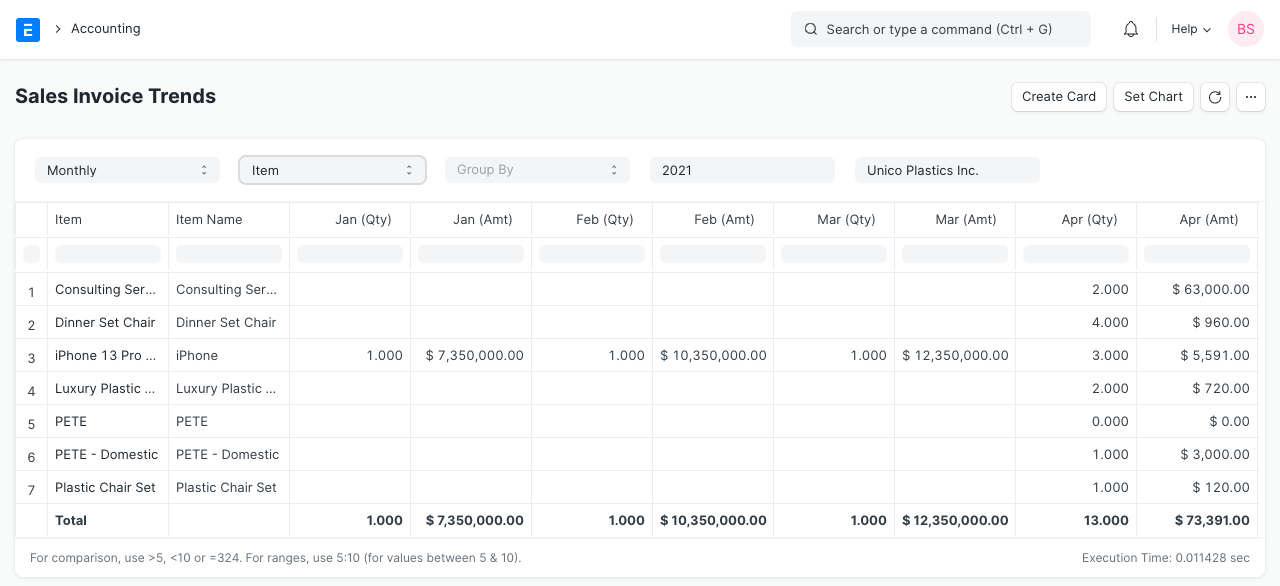 E Accounting Search or type a command (Ctrl + G) Help BS
Sales Invoice Trends Create Card Set Chart ...
Monthly Item Group By 2021 Unico Plastics Inc.
Item Item Name Jan (Qty) Jan (Amt) Feb (Qty) Feb (Amt) Mar (Qty) Mar (Amt) Apr (Qty) Apr (Amt)
1 Consulting Ser... Consulting Ser... 2.000 $ 63,000.00
2 Dinner Set Chair Dinner Set Chair 4.000 $ 960.00
3 iPhone 13 Pro ... iPhone 1.000 $ 7,350,000.00 1.000 $ 10,350,000.00 1.000 $ 12,350,000.00 3.000 $ 5,591.00
4 Luxury Plastic ... Luxury Plastic ... 2.000 $ 720.00
5 PETE PETE 0.000 $ 0.00
6 PETE - Domestic PETE - Domestic 1.000 $ 3,000.00
7 Plastic Chair Set Plastic Chair Set 1.000 $ 120.00
Total 1.000 $ 7,350,000.00 1.000 $ 10,350,000.00 1.000 $ 12,350,000.00 13.000 $ 73,391.00
For comparison, use >5, <10 or =324. For ranges, use 5:10 (for values between 5 & 10). Execution Time: 0.011428 sec